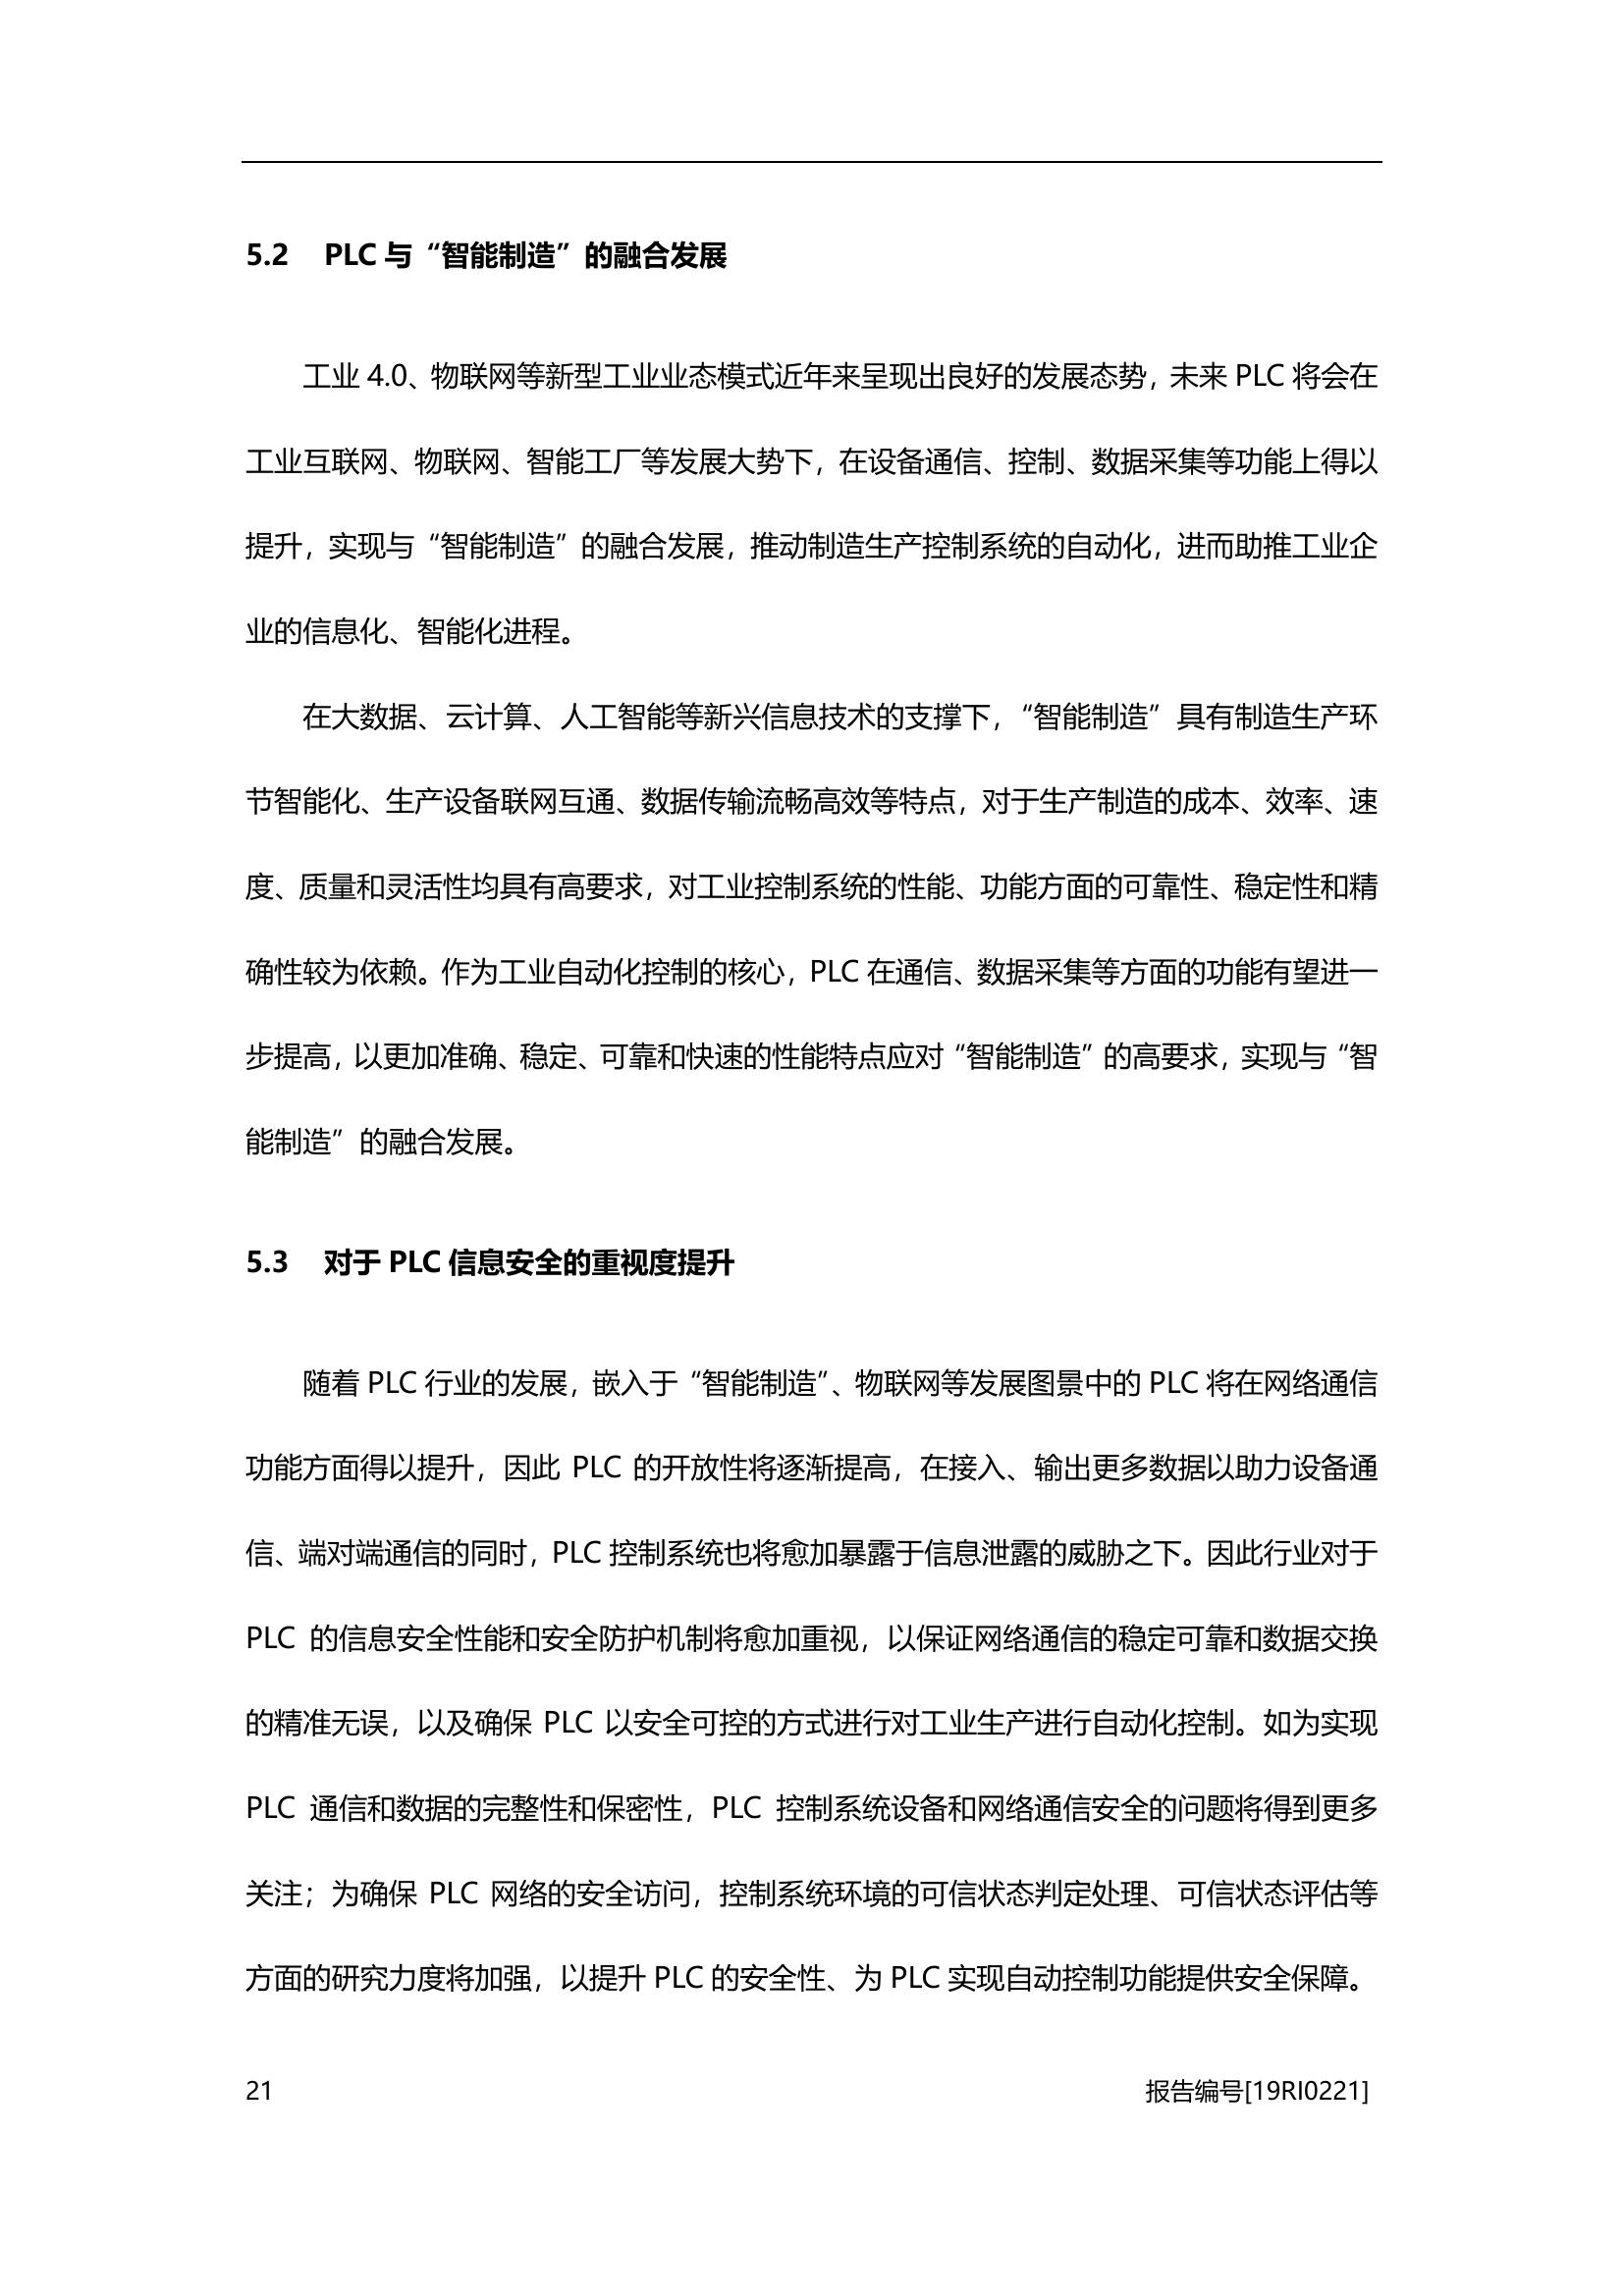 5.2 PLC 与“智能制造”的融合发展
工业 4.0、物联网等新型工业业态模式近年来呈现出良好的发展态势，未来 PLC 将会在
工业互联网、物联网、智能工厂等发展大势下，在设备通信、控制、数据采集等功能上得以
提升，实现与“智能制造”的融合发展，推动制造生产控制系统的自动化，进而助推工业企
业的信息化、智能化进程。
在大数据、云计算、人工智能等新兴信息技术的支撑下，“智能制造”具有制造生产环
节智能化、生产设备联网互通、数据传输流畅高效等特点，对于生产制造的成本、效率、速
度、质量和灵活性均具有高要求，对工业控制系统的性能、功能方面的可靠性、稳定性和精
确性较为依赖。作为工业自动化控制的核心，PLC 在通信、数据采集等方面的功能有望进一
步提高，以更加准确、稳定、可靠和快速的性能特点应对“智能制造”的高要求，实现与“智
能制造”的融合发展。
5.3 对于 PLC 信息安全的重视度提升
随着 PLC 行业的发展，嵌入于“智能制造”、物联网等发展图景中的 PLC 将在网络通信
功能方面得以提升，因此 PLC 的开放性将逐渐提高，在接入、输出更多数据以助力设备通
信、端对端通信的同时，PLC 控制系统也将愈加暴露于信息泄露的威胁之下。因此行业对于
PLC 的信息安全性能和安全防护机制将愈加重视，以保证网络通信的稳定可靠和数据交换
的精准无误，以及确保 PLC 以安全可控的方式进行对工业生产进行自动化控制。如为实现
PLC 通信和数据的完整性和保密性，PLC 控制系统设备和网络通信安全的问题将得到更多
关注；为确保 PLC 网络的安全访问，控制系统环境的可信状态判定处理、可信状态评估等
方面的研究力度将加强，以提升 PLC 的安全性、为 PLC 实现自动控制功能提供安全保障。
21 报告编号[19RI0221]